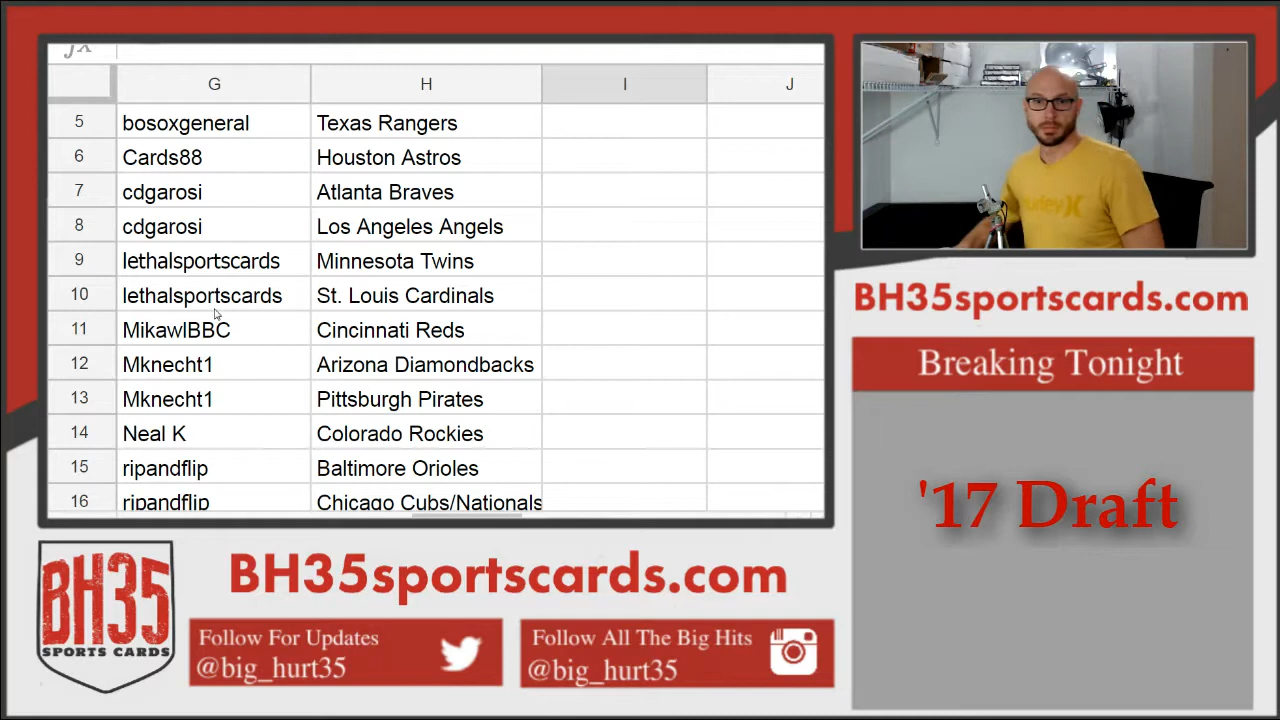 fx
G H I J
5 bosoxgeneral Texas Rangers
6 Cards88 Houston Astros
7 cdgarosi Atlanta Braves
8 cdgarosi Los Angeles Angels
9 lethalsportscards Minnesota Twins
10 lethalsportscards St. Louis Cardinals
11 MikawIBBC Cincinnati Reds
12 Mknecht1 Arizona Diamondbacks
13 Mknecht1 Pittsburgh Pirates
14 Neal K Colorado Rockies
15 ripandflip Baltimore Orioles
16 ripandflip Chicago Cubs/Nationals
BH35sportscards.com
Breaking Tonight
'17 Draft
BH35
SPORTS CARDS
BH35sportscards.com
Follow For Updates
@big_hurt35
Follow All The Big Hits
@big_hurt35